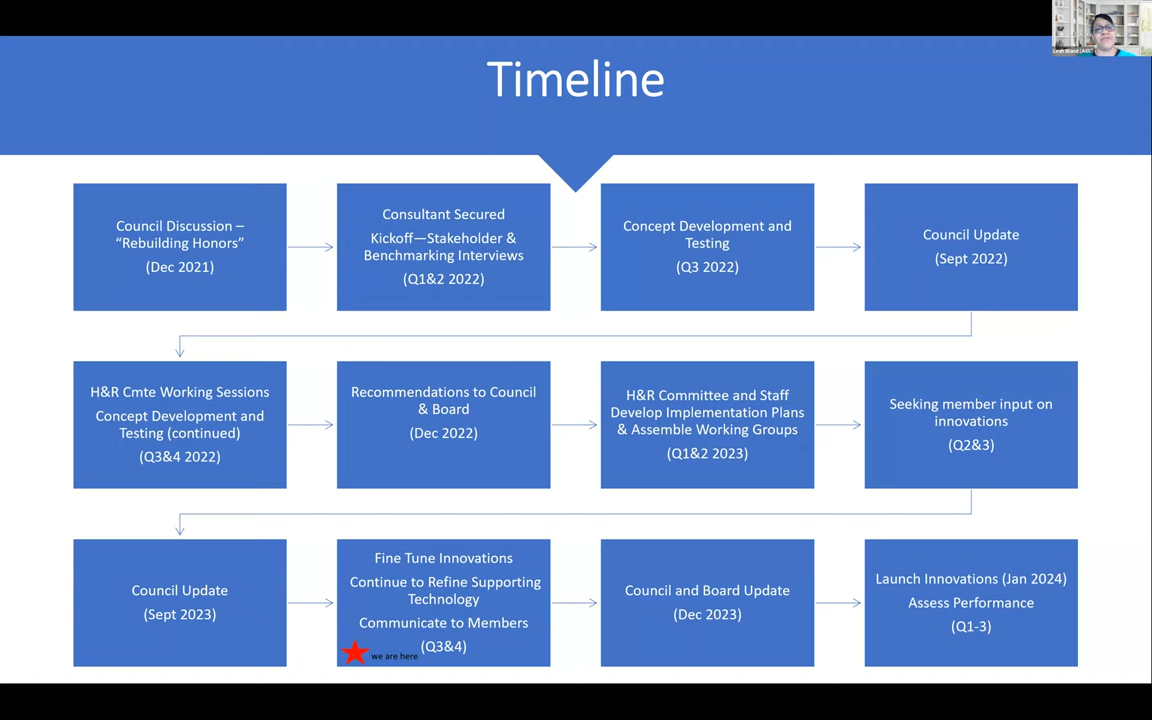 Leah Bland (AGU)
Timeline
Council Discussion –
“Rebuilding Honors”
(Dec 2021)
Consultant Secured
Kickoff—Stakeholder &
Benchmarking Interviews
(Q1&2 2022)
Concept Development and
Testing
(Q3 2022)
Council Update
(Sept 2022)
H&R Cmte Working Sessions
Concept Development and
Testing (continued)
(Q3&4 2022)
Recommendations to Council
& Board
(Dec 2022)
H&R Committee and Staff
Develop Implementation Plans
& Assemble Working Groups
(Q1&2 2023)
Seeking member input on
innovations
(Q2&3)
Council Update
(Sept 2023)
Fine Tune Innovations
Continue to Refine Supporting
Technology
Communicate to Members
(Q3&4)
we are here
Council and Board Update
(Dec 2023)
Launch Innovations (Jan 2024)
Assess Performance
(Q1-3)